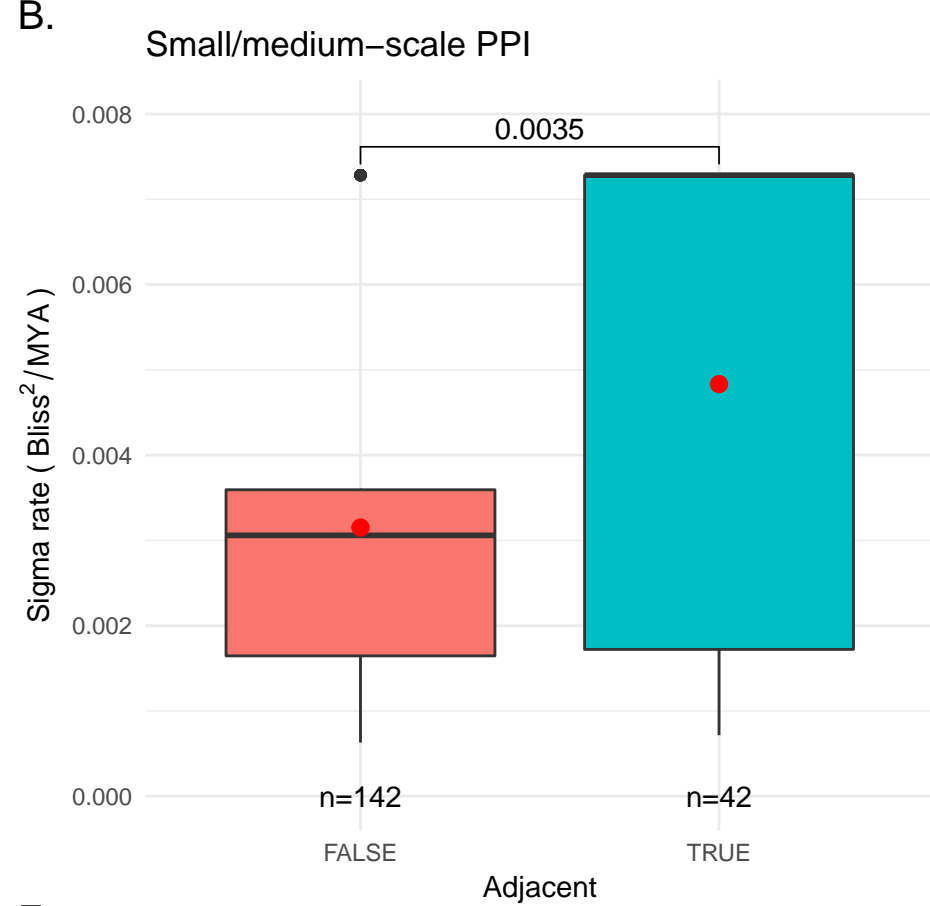 B.
Small/medium−scale PPI
0.008
0.006
0.004
0.002
0.000
Sigma rate ( Bliss²/MYA )
0.0035
n=142
n=42
FALSE
TRUE
Adjacent